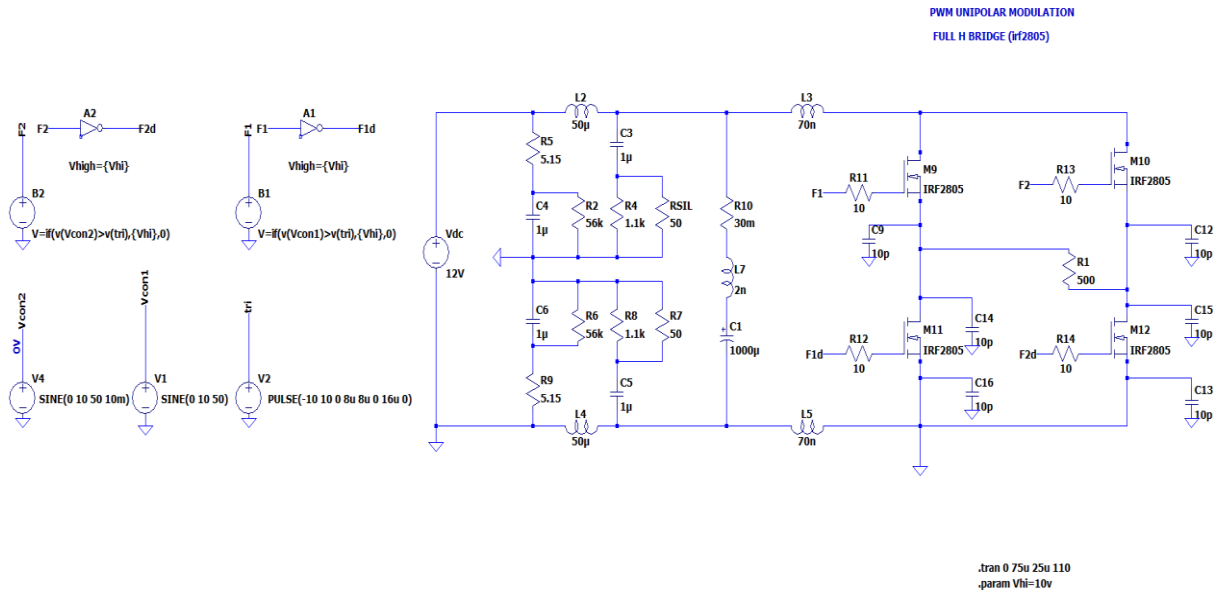 PWM UNIPOLAR MODULATION
FULL H BRIDGE (irf2805)
A2
F2
F2d
Vhigh={Vhi}
F2
B2
V=if(v(Vcon2)>v(tri),{Vhi},0)
A1
F1
F1d
Vhigh={Vhi}
F1
B1
V=if(v(Vcon1)>v(tri),{Vhi},0)
Vcon2
0V
V4
SINE(0 10 50 10m)
Vcon1
V1
SINE(0 10 50)
tri
V2
PULSE(-10 10 0 8u 8u 0 16u 0)
Vdc
12V
L2
50µ
R5
5.15
C3
1µ
C4
1µ
R2
56k
R4
1.1k
RSIL
50
C6
1µ
R6
56k
R8
1.1k
R7
50
R9
5.15
C5
1µ
L4
50µ
R10
30m
L7
2n
C1
1000µ
L3
70n
L5
70n
M9
IRF2805
F1
R11
10
C9
10p
M10
IRF2805
F2
R13
10
C12
10p
R1
500
M11
IRF2805
F1d
R12
10
C14
10p
C16
10p
M12
IRF2805
F2d
R14
10
C15
10p
C13
10p
.tran 0 75u 25u 110
.param Vhi=10v